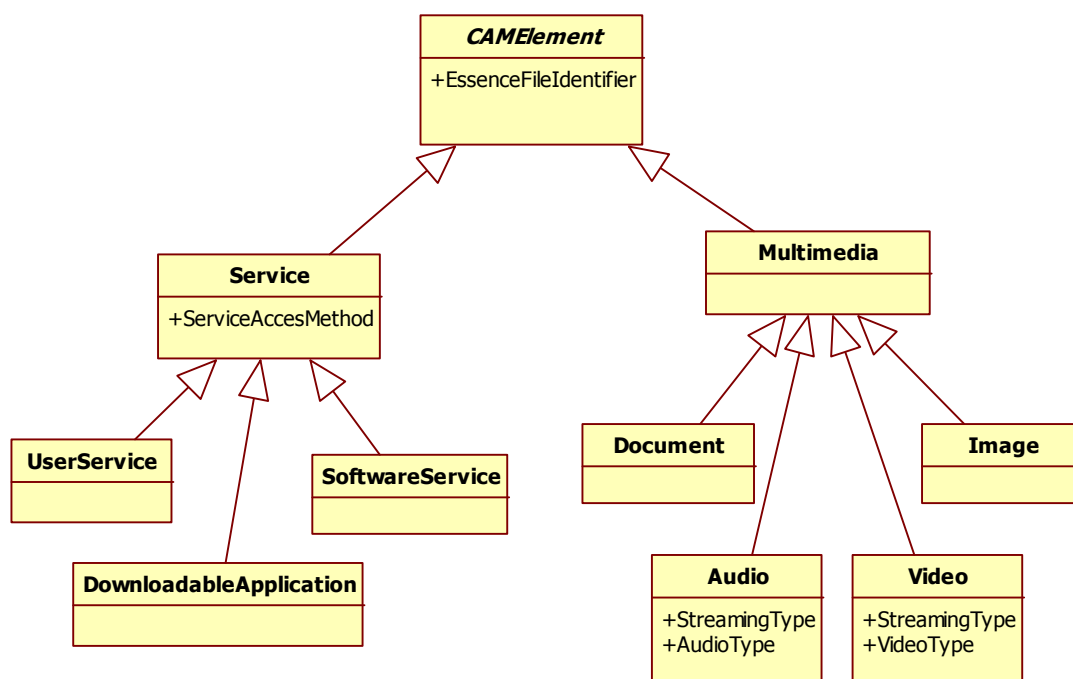 CAMElement
+EssenceFileIdentifier
Service
+ServiceAccesMethod
Multimedia
UserService
SoftwareService
DownloadableApplication
Document
Image
Audio
+StreamingType
+AudioType
Video
+StreamingType
+VideoType